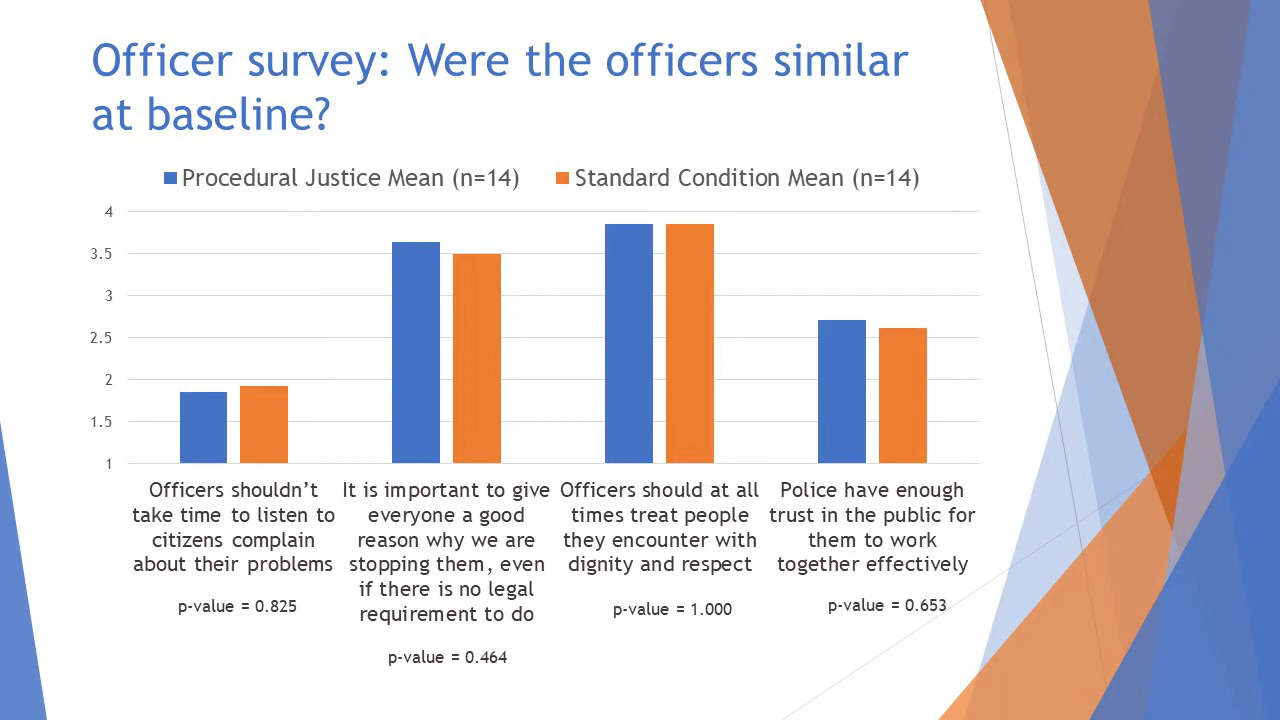 Officer survey: Were the officers similar
at baseline?
Procedural Justice Mean (n=14) Standard Condition Mean (n=14)
4
3.5
3
2.5
2
1.5
1
Officers shouldn’t
take time to listen to
citizens complain
about their problems
p-value = 0.825
It is important to give
everyone a good
reason why we are
stopping them, even
if there is no legal
requirement to do
p-value = 0.464
Officers should at all
times treat people
they encounter with
dignity and respect
p-value = 1.000
Police have enough
trust in the public for
them to work
together effectively
p-value = 0.653